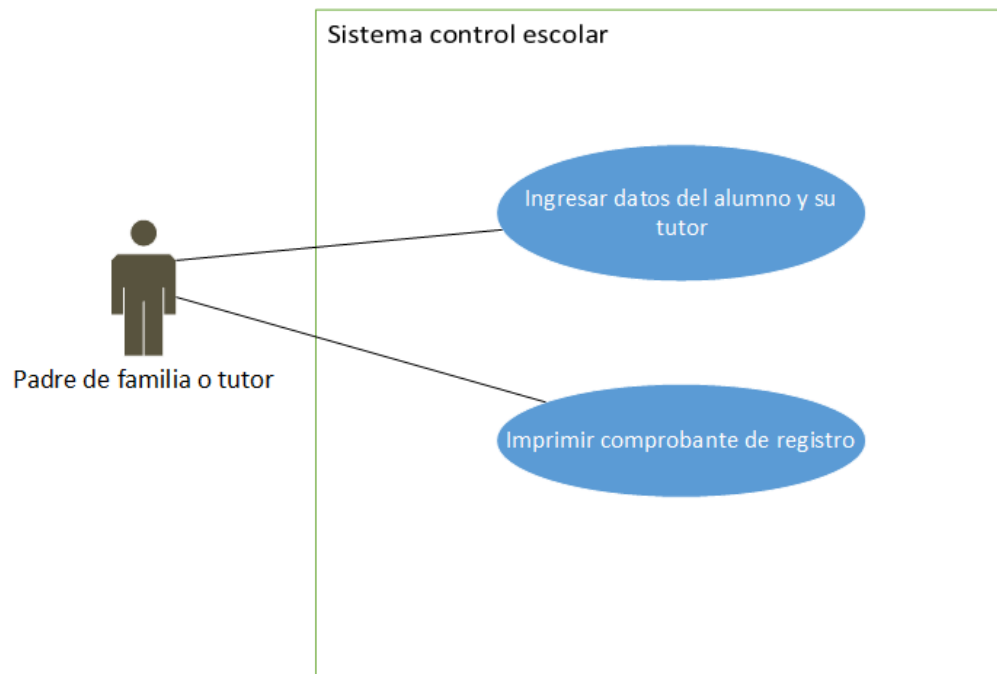 Sistema control escolar
Ingresar datos del alumno y su
tutor
Padre de familia o tutor
Imprimir comprobante de registro